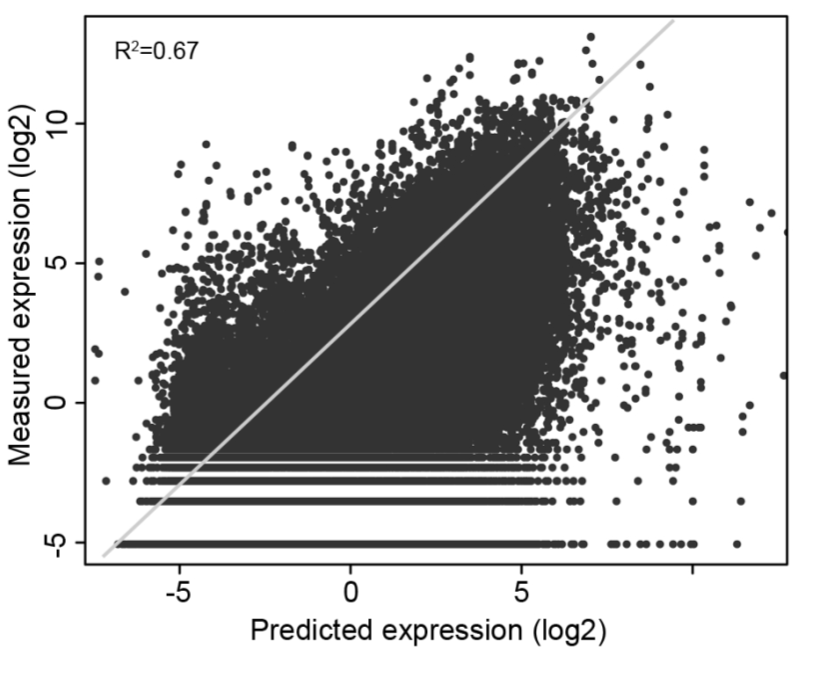 R²=0.67
Measured expression (log2)
10
5
0
-5
-5
0
5
Predicted expression (log2)